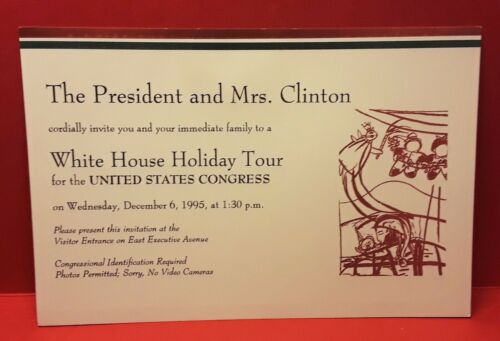 The President and Mrs. Clinton
cordially invite you and your immediate family to a
White House Holiday Tour
for the UNITED STATES CONGRESS
on Wednesday, December 6, 1995, at 1:30 p.m.
Please present this invitation at the
Visitor Entrance on East Executive Avenue
Congressional Identification Required
Photos Permitted; Sorry, No Video Cameras